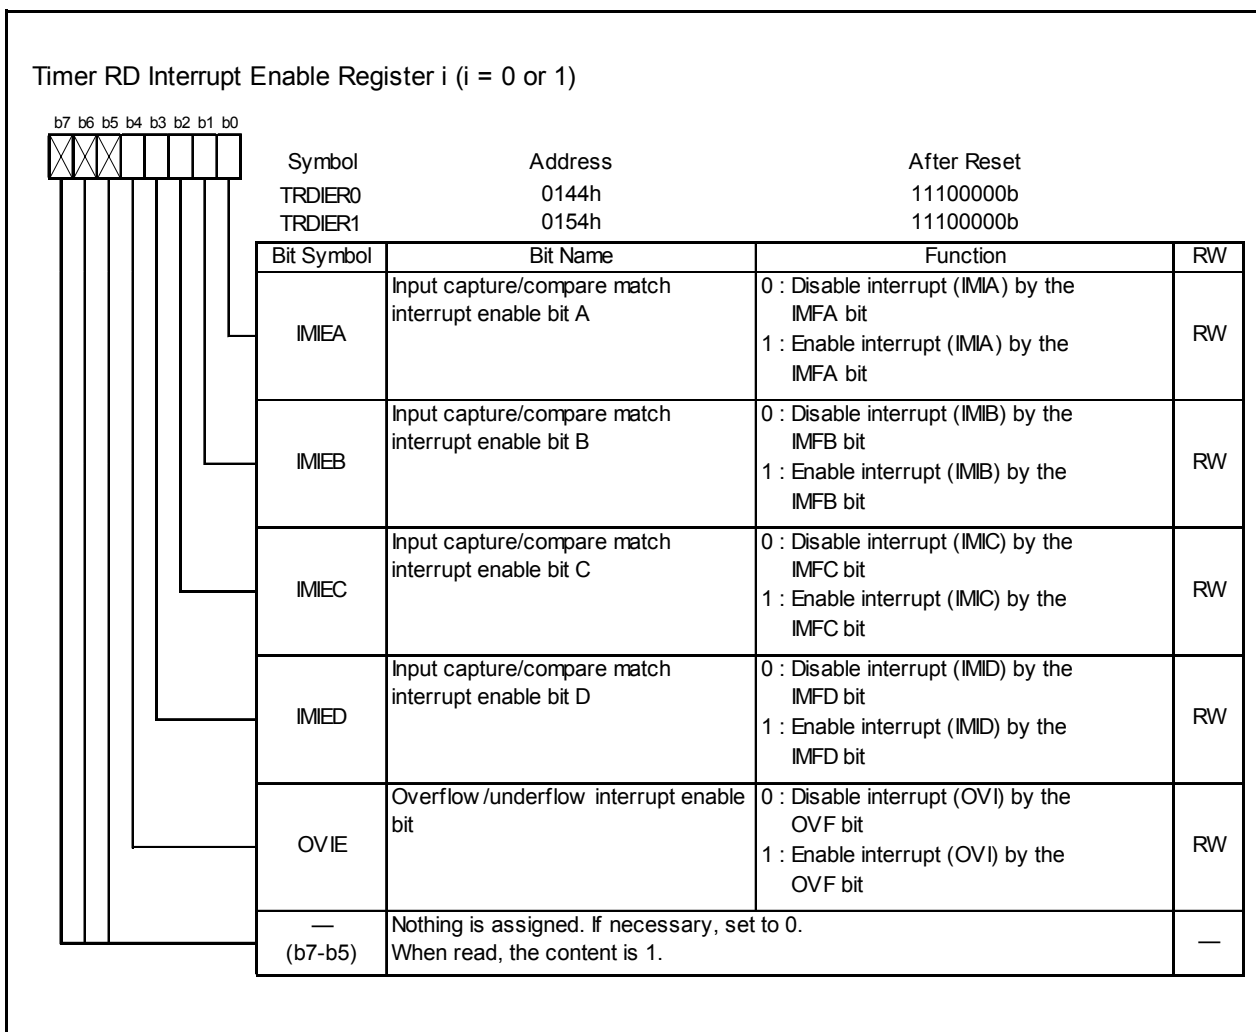 Timer RD Interrupt Enable Register i (i = 0 or 1)
b7 b6 b5 b4 b3 b2 b1 b0
Symbol Address After Reset
TRDIER0 0144h 11100000b
TRDIER1 0154h 11100000b
Bit Symbol Bit Name Function RW
IMIEA
Input capture/compare match
interrupt enable bit A
0 : Disable interrupt (IMIA) by the
IMFA bit
1 : Enable interrupt (IMIA) by the
IMFA bit
RW
IMIEB
Input capture/compare match
interrupt enable bit B
0 : Disable interrupt (IMIB) by the
IMFB bit
1 : Enable interrupt (IMIB) by the
IMFB bit
RW
IMIEC
Input capture/compare match
interrupt enable bit C
0 : Disable interrupt (IMIC) by the
IMFC bit
1 : Enable interrupt (IMIC) by the
IMFC bit
RW
IMIED
Input capture/compare match
interrupt enable bit D
0 : Disable interrupt (IMID) by the
IMFD bit
1 : Enable interrupt (IMID) by the
IMFD bit
RW
OVIE
Overflow/underflow interrupt enable
bit
0 : Disable interrupt (OVI) by the
OVF bit
1 : Enable interrupt (OVI) by the
OVF bit
RW
—
(b7-b5)
Nothing is assigned. If necessary, set to 0.
When read, the content is 1.
—